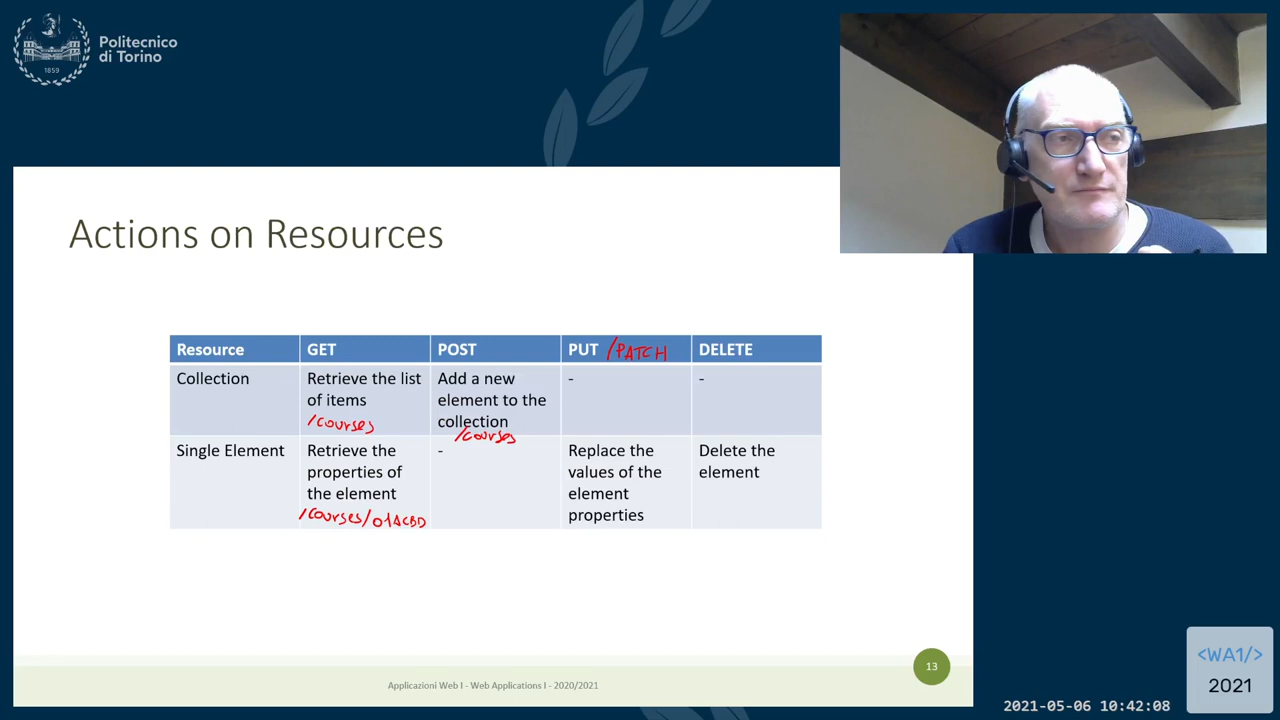 Politecnico
di Torino
1859
Actions on Resources
Resource GET POST PUT /PATCH DELETE
Collection Retrieve the list of items /courses Add a new element to the collection /courses - -
Single Element Retrieve the properties of the element /courses/01ACBD - Replace the values of the element properties Delete the element
13
Applicazioni Web I - Web Applications I - 2020/2021
<WA1/>
2021
2021-05-06 10:42:08